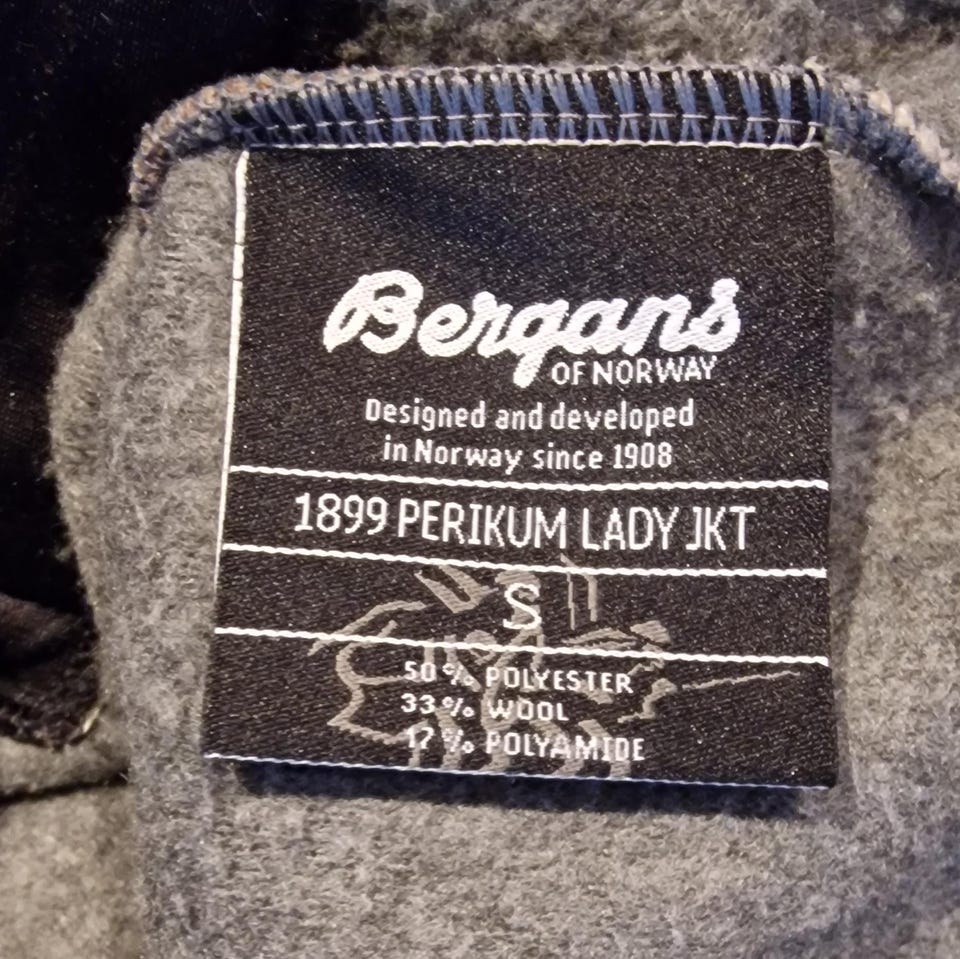 Bergans
OF NORWAY
Designed and developed
in Norway since 1908
1899 PERIKUM LADY JKT
S
50% POLYESTER
33% WOOL
17% POLYAMIDE